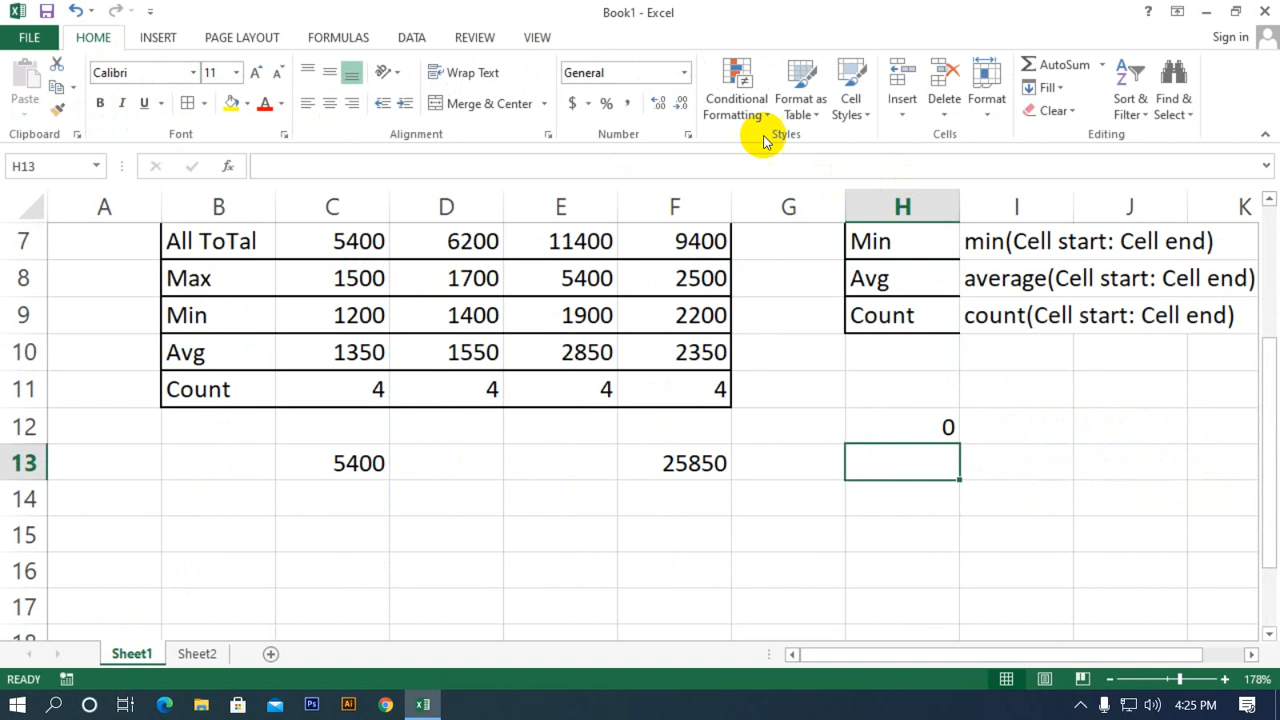 Book1 - Excel
?
FILE HOME INSERT PAGE LAYOUT FORMULAS DATA REVIEW VIEW Sign in
Paste
Calibri 11
B I U
Wrap Text
Merge & Center
General
$ % ,
Conditional Formatting
Format as Table
Cell Styles
Insert Delete Format
AutoSum
Fill
Clear
Sort & Filter
Find & Select
Clipboard Font Alignment Number Styles Cells Editing
H13 fx
A B C D E F G H I J K
7 All ToTal 5400 6200 11400 9400 Min min(Cell start: Cell end)
8 Max 1500 1700 5400 2500 Avg average(Cell start: Cell end)
9 Min 1200 1400 1900 2200 Count count(Cell start: Cell end)
10 Avg 1350 1550 2850 2350
11 Count 4 4 4 4
12 0
13 5400 25850
14
15
16
17
18
Sheet1 Sheet2
READY 178%
Ps Ai 4:25 PM